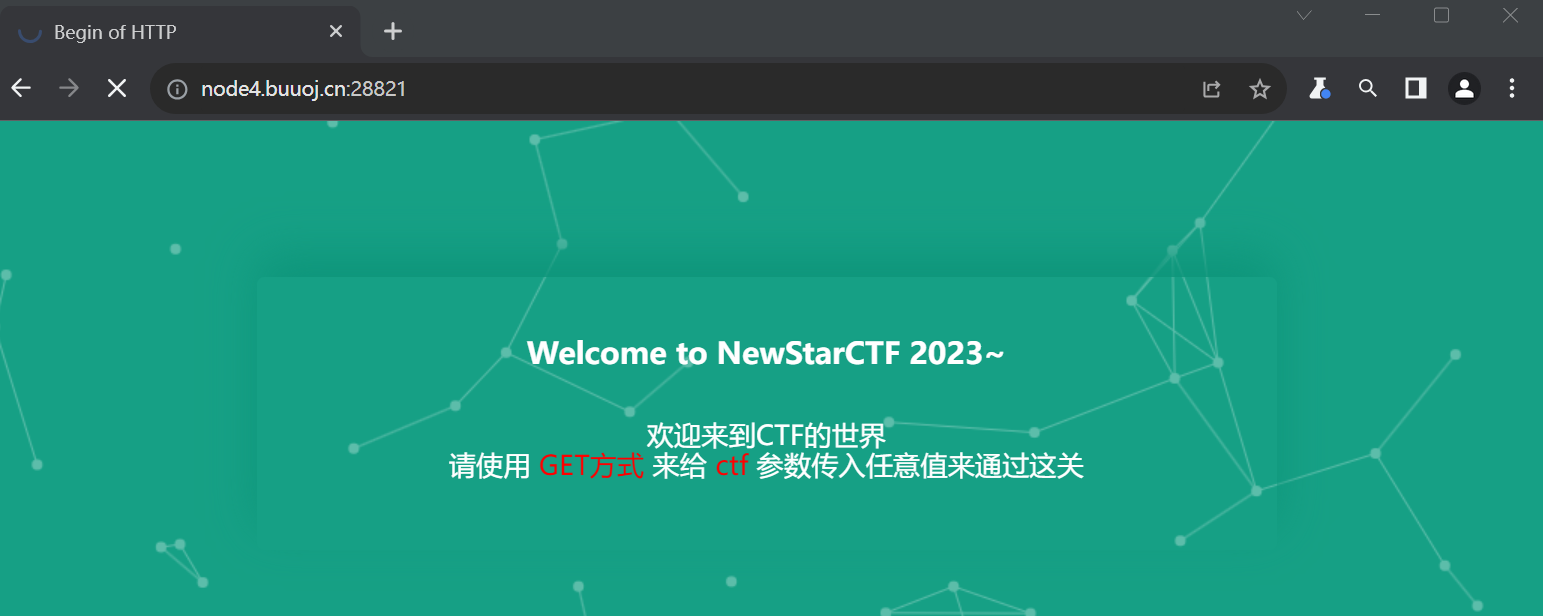 Begin of HTTP
node4.buuoj.cn:28821
Welcome to NewStarCTF 2023~
欢迎来到CTF的世界
请使用 GET方式 来给 ctf 参数传入任意值来通过这关